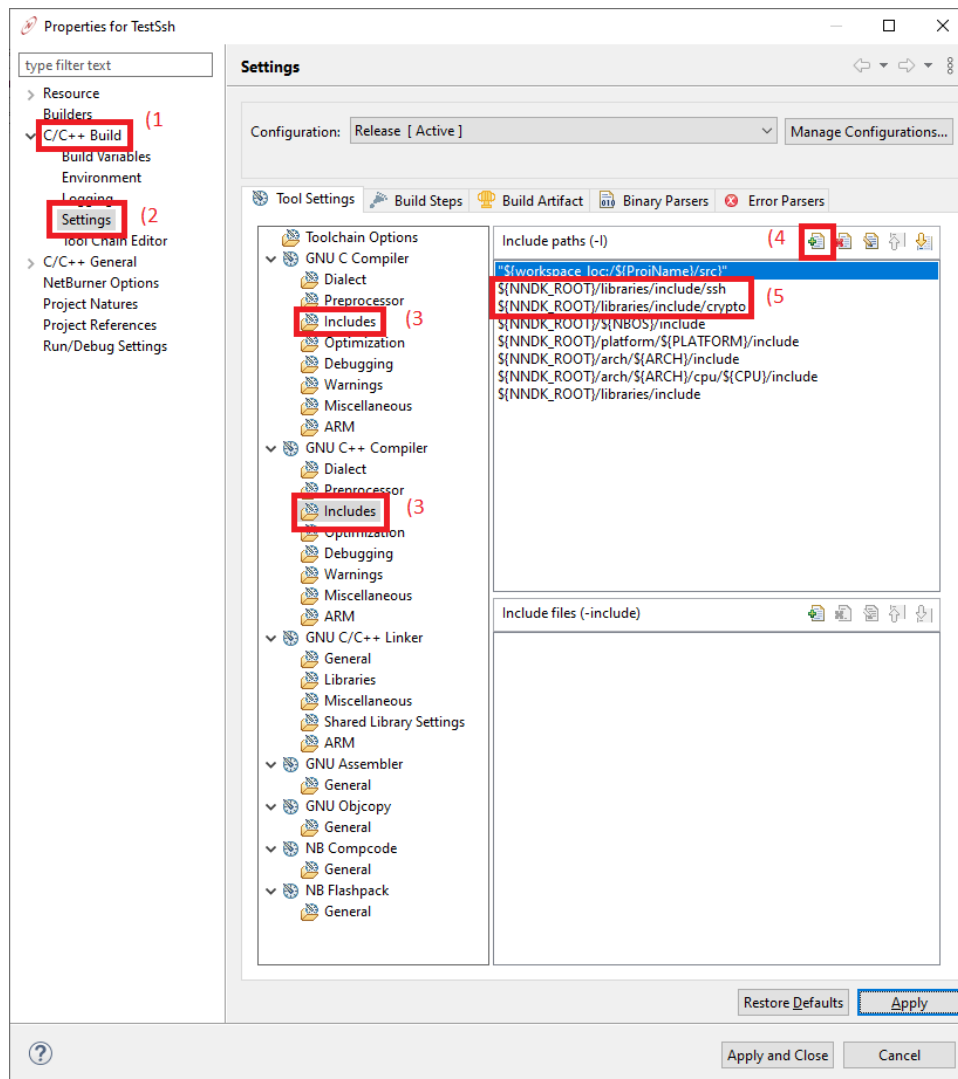 Properties for TestSsh
type filter text
Resource
Builders
(1
C/C++ Build
Build Variables
Environment
Logging
Settings
(2
Tool Chain Editor
C/C++ General
NetBurner Options
Project Natures
Project References
Run/Debug Settings
Settings
Configuration: Release [ Active ]
Manage Configurations...
Tool Settings
Build Steps
Build Artifact
Binary Parsers
Error Parsers
Toolchain Options
GNU C Compiler
Dialect
Preprocessor
Includes
(3
Optimization
Debugging
Warnings
Miscellaneous
ARM
GNU C++ Compiler
Dialect
Preprocessor
Includes
(3
Optimization
Debugging
Warnings
Miscellaneous
ARM
GNU C/C++ Linker
General
Libraries
Miscellaneous
Shared Library Settings
ARM
GNU Assembler
General
GNU Objcopy
General
NB Compcode
General
NB Flashpack
General
Include paths (-I)
(4
"${workspace_loc:/${ProjName}/src}"
${NNDK_ROOT}/libraries/include/ssh
${NNDK_ROOT}/libraries/include/crypto
(5
${NNDK_ROOT}/${NBOS}/include
${NNDK_ROOT}/platform/${PLATFORM}/include
${NNDK_ROOT}/arch/${ARCH}/include
${NNDK_ROOT}/arch/${ARCH}/cpu/${CPU}/include
${NNDK_ROOT}/libraries/include
Include files (-include)
Restore Defaults
Apply
?
Apply and Close
Cancel